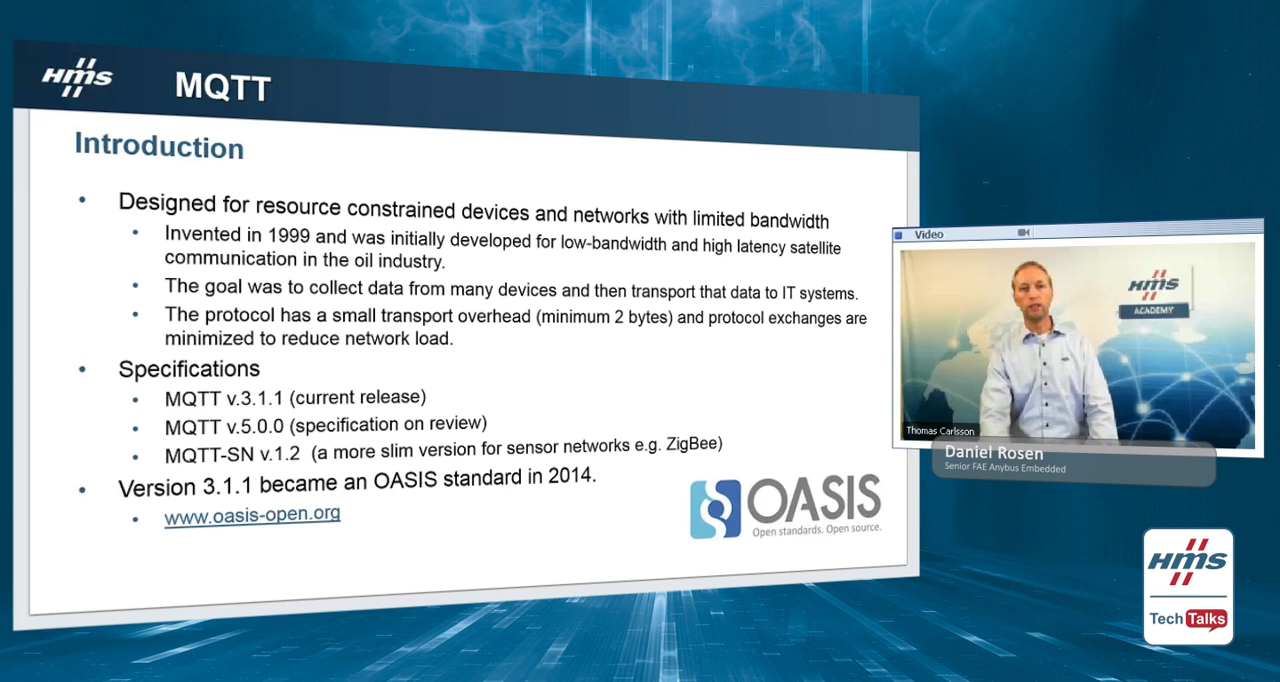 HMS
MQTT
Introduction
• Designed for resource constrained devices and networks with limited bandwidth
• Invented in 1999 and was initially developed for low-bandwidth and high latency satellite
communication in the oil industry.
• The goal was to collect data from many devices and then transport that data to IT systems.
• The protocol has a small transport overhead (minimum 2 bytes) and protocol exchanges are
minimized to reduce network load.
• Specifications
• MQTT v.3.1.1 (current release)
• MQTT v.5.0.0 (specification on review)
• MQTT-SN v.1.2 (a more slim version for sensor networks e.g. ZigBee)
• Version 3.1.1 became an OASIS standard in 2014.
• www.oasis-open.org
OASIS
Open standards. Open source.
Video
HMS
ACADEMY
Thomas Carlsson
Daniel Rosen
Senior FAE Anybus Embedded
HMS
Tech Talks